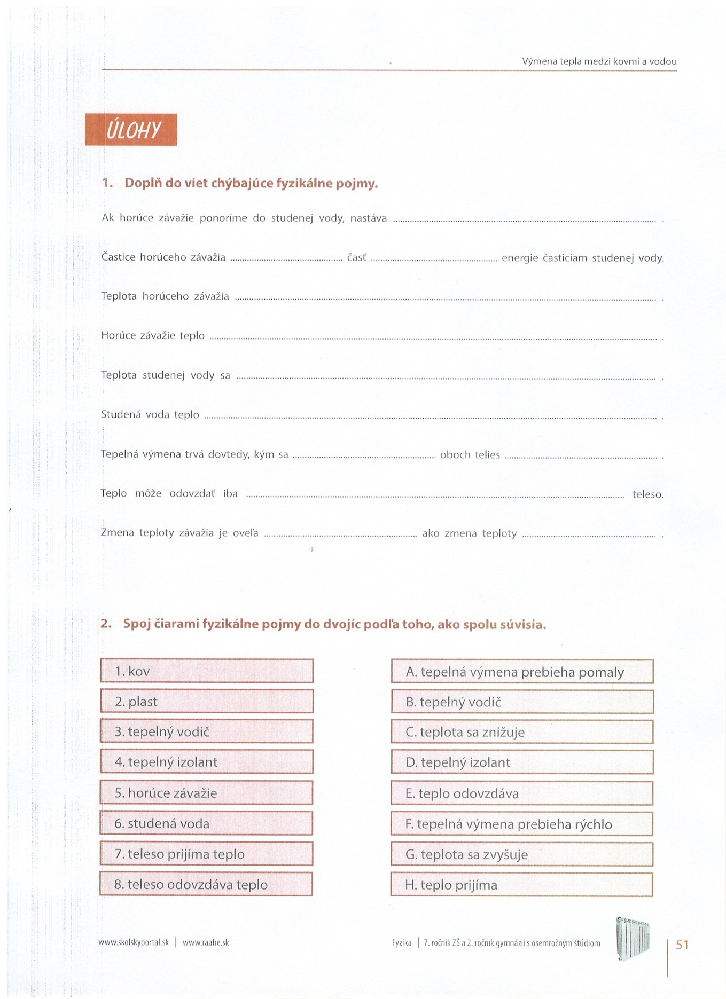 Výmena tepla medzi kovmi a vodou
ÚLOHY
1. Doplň do viet chýbajúce fyzikálne pojmy.
Ak horúce závažie ponoríme do studenej vody, nastáva ........................................ .
Častice horúceho závažia .................... časť .................... energie časticiam studenej vody.
Teplota horúceho závažia ........................................ .
Horúce závažie teplo ........................................ .
Teplota studenej vody sa ........................................ .
Studená voda teplo ........................................ .
Tepelná výmena trvá dovtedy, kým sa .................... oboch telies .................... .
Teplo môže odovzdať iba ........................................ teleso.
Zmena teploty závažia je oveľa .................... ako zmena teploty .................... .
2. Spoj čiarami fyzikálne pojmy do dvojíc podľa toho, ako spolu súvisia.
1. kov
2. plast
3. tepelný vodič
4. tepelný izolant
5. horúce závažie
6. studená voda
7. teleso prijíma teplo
8. teleso odovzdáva teplo
A. tepelná výmena prebieha pomaly
B. tepelný vodič
C. teplota sa znižuje
D. tepelný izolant
E. teplo odovzdáva
F. tepelná výmena prebieha rýchlo
G. teplota sa zvyšuje
H. teplo prijíma
www.skolskyportal.sk | www.raabe.sk
Fyzika | 7. ročník ZŠ a 2. ročník gymnázií s osemročným štúdiom
51